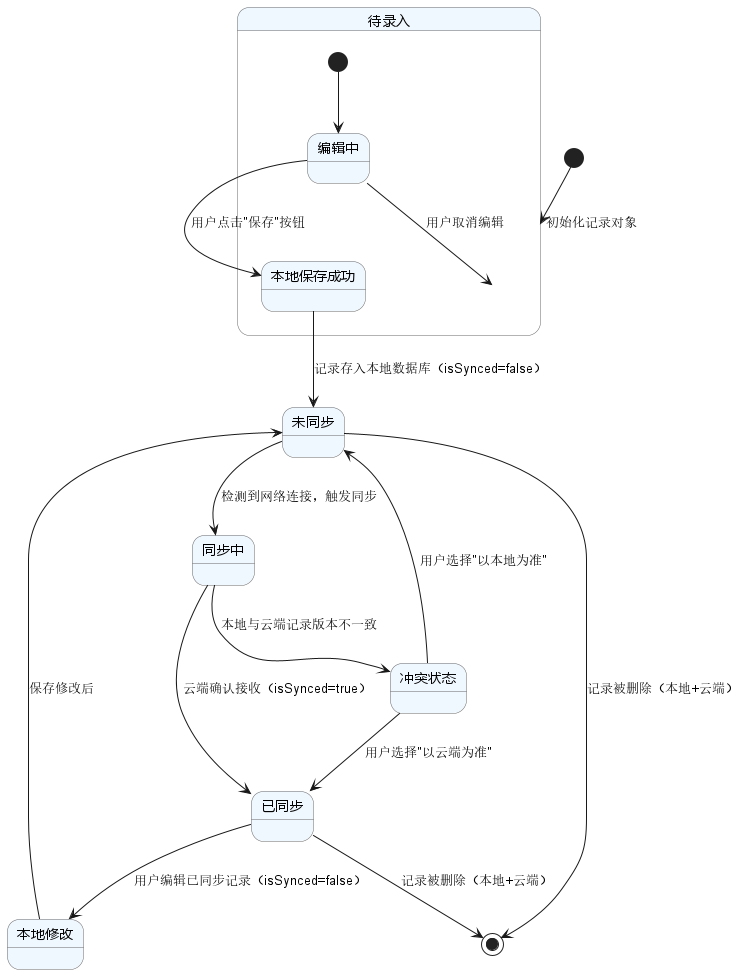 待录入
编辑中
初始化记录对象
用户点击"保存"按钮
用户取消编辑
本地保存成功
记录存入本地数据库（isSynced=false）
未同步
检测到网络连接，触发同步
同步中
用户选择"以本地为准"
本地与云端记录版本不一致
冲突状态
保存修改后
云端确认接收（isSynced=true）
记录被删除（本地+云端）
用户选择"以云端为准"
已同步
用户编辑已同步记录（isSynced=false）
记录被删除（本地+云端）
本地修改